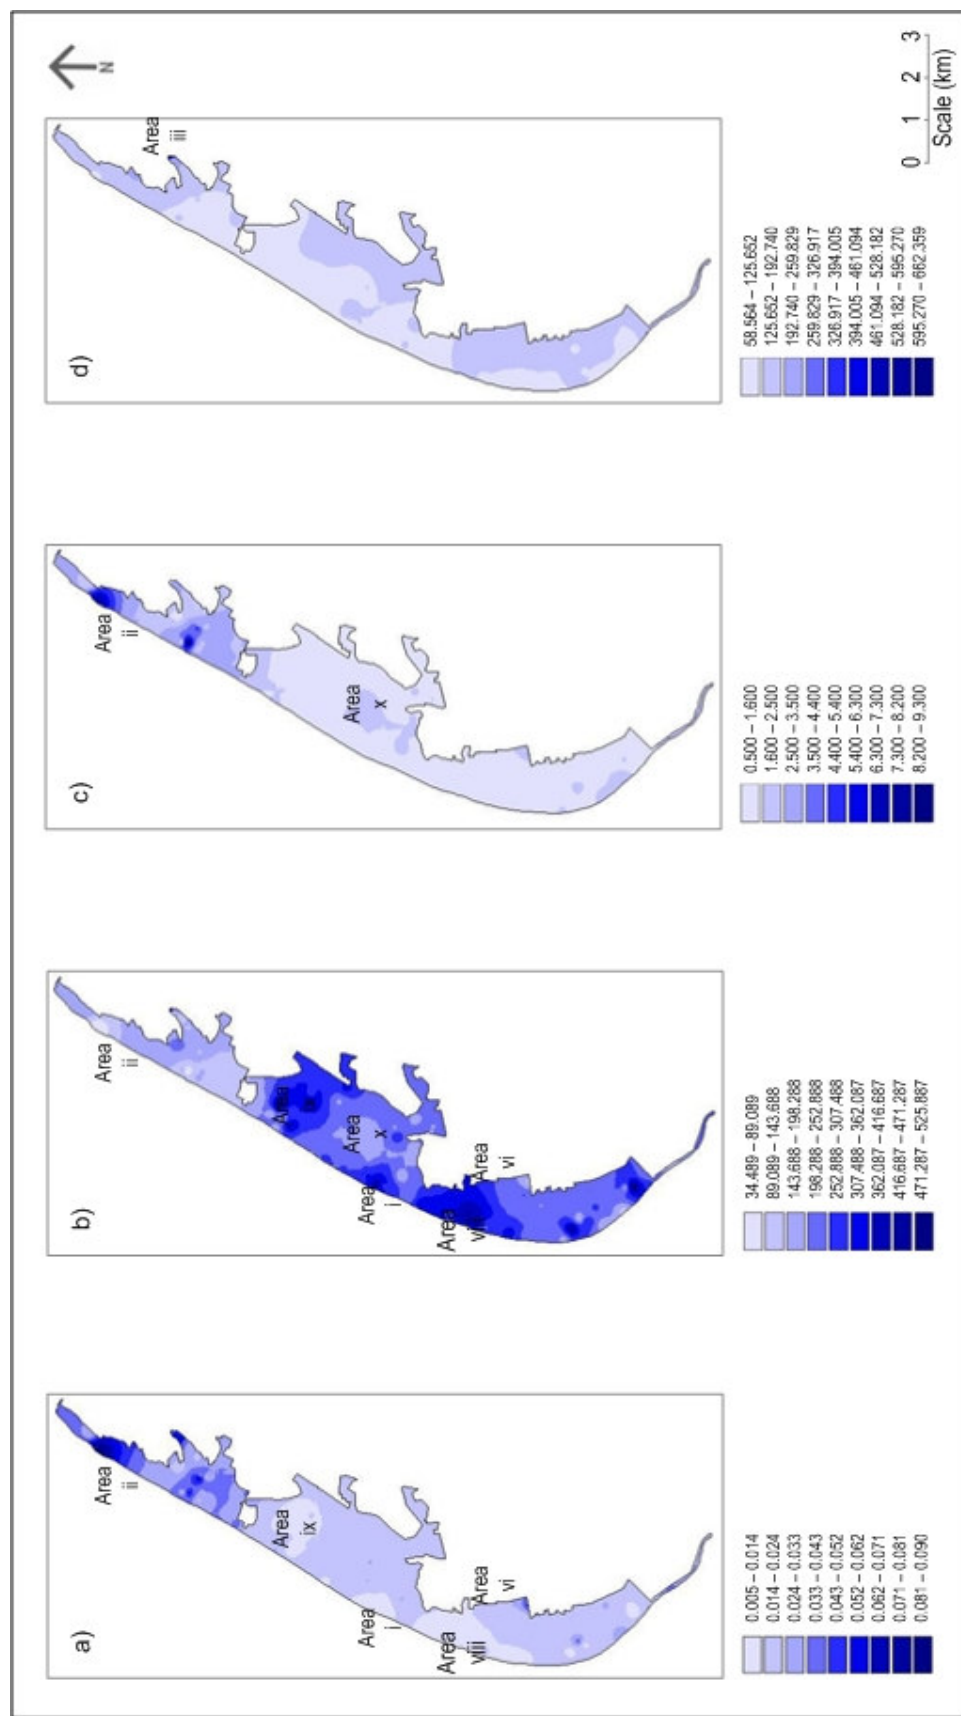 a)
Area
ii
Area
ix
Area
i
Area
vi
Area
viii
0.005 – 0.014
0.014 – 0.024
0.024 – 0.033
0.033 – 0.043
0.043 – 0.052
0.052 – 0.062
0.062 – 0.071
0.071 – 0.081
0.081 – 0.090
b)
Area
ii
Area
Area
x
Area
i
Area
vi
Area
34.489 – 89.089
89.089 – 143.688
143.688 – 198.288
198.288 – 252.888
252.888 – 307.488
307.488 – 362.087
362.087 – 416.687
416.687 – 471.287
471.287 – 525.887
c)
Area
ii
Area
x
0.500 – 1.600
1.600 – 2.500
2.500 – 3.500
3.500 – 4.400
4.400 – 5.400
5.400 – 6.300
6.300 – 7.300
7.300 – 8.200
8.200 – 9.300
d)
N
Area
iii
58.564 – 125.652
125.652 – 192.740
192.740 – 259.829
259.829 – 326.917
326.917 – 394.005
394.005 – 461.094
461.094 – 528.182
528.182 – 595.270
595.270 – 662.359
0 1 2 3
Scale (km)